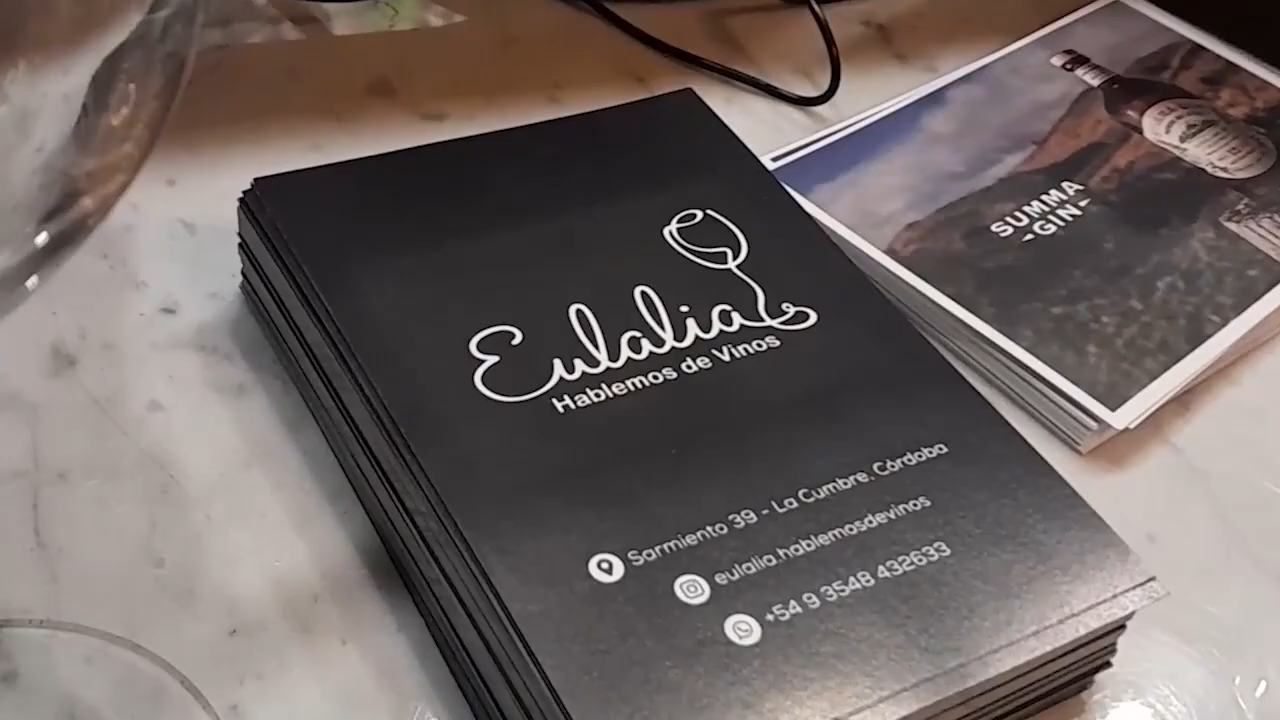 Eulalia
Hablemos de Vinos
Sarmiento 39 - La Cumbre, Córdoba
eulalia.hablemosdevinos
+54 9 3548 432633
SUMMA
GIN